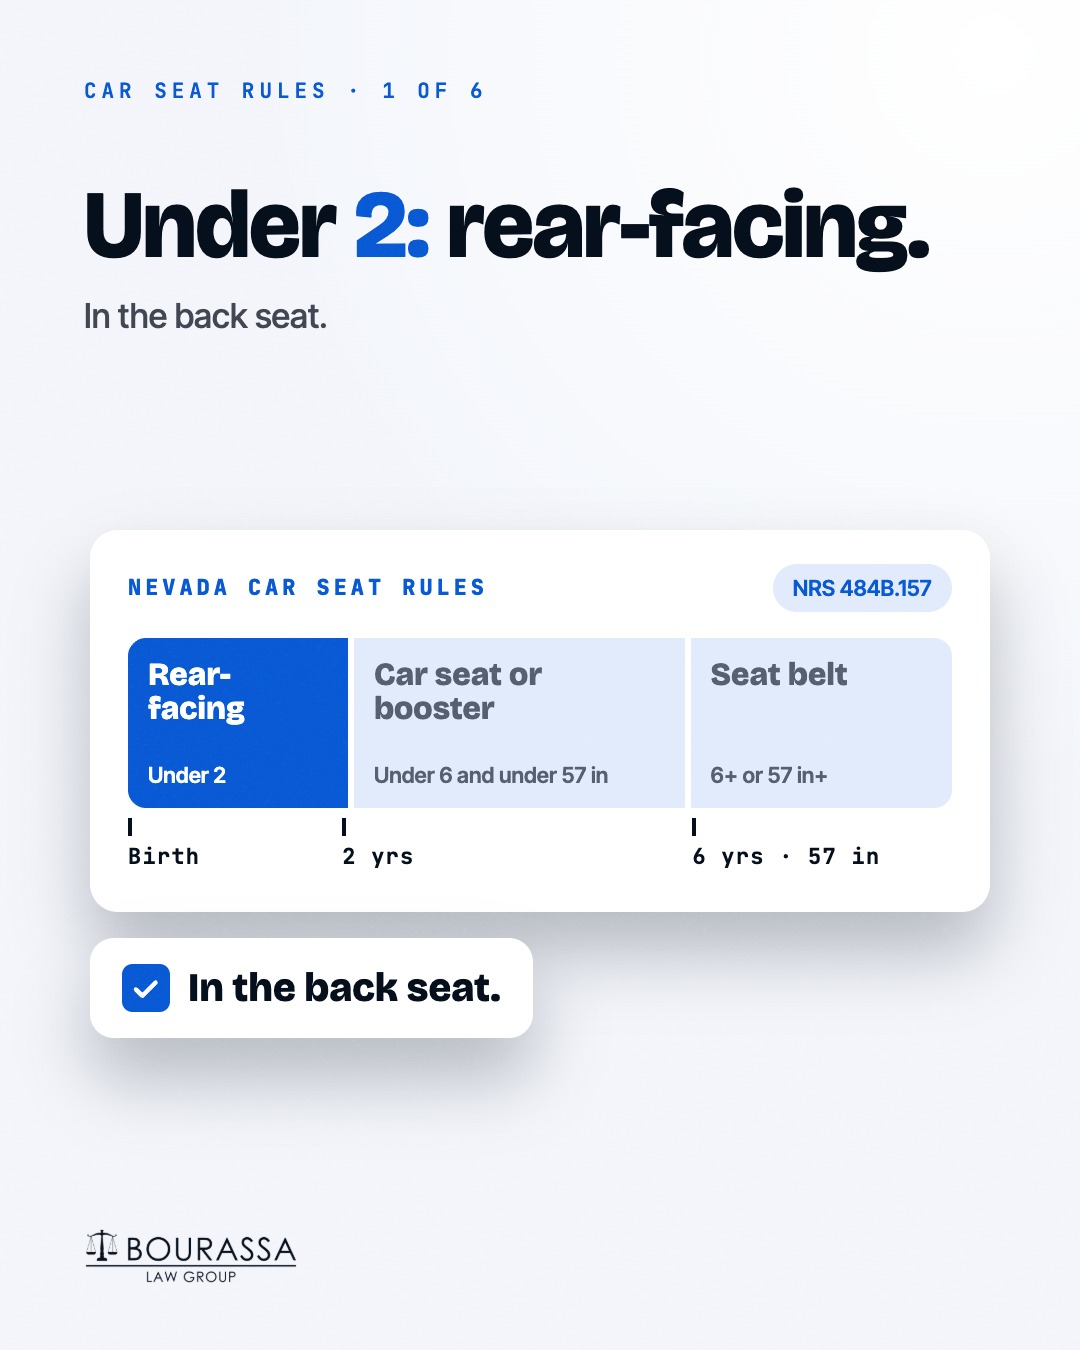 CAR SEAT RULES · 1 OF 6
Under 2: rear-facing.
In the back seat.
NEVADA CAR SEAT RULES
NRS 484B.157
Rear-
facing
Under 2
Car seat or
booster
Under 6 and under 57 in
Seat belt
6+ or 57 in+
Birth
2 yrs
6 yrs · 57 in
In the back seat.
BOURASSA
LAW GROUP